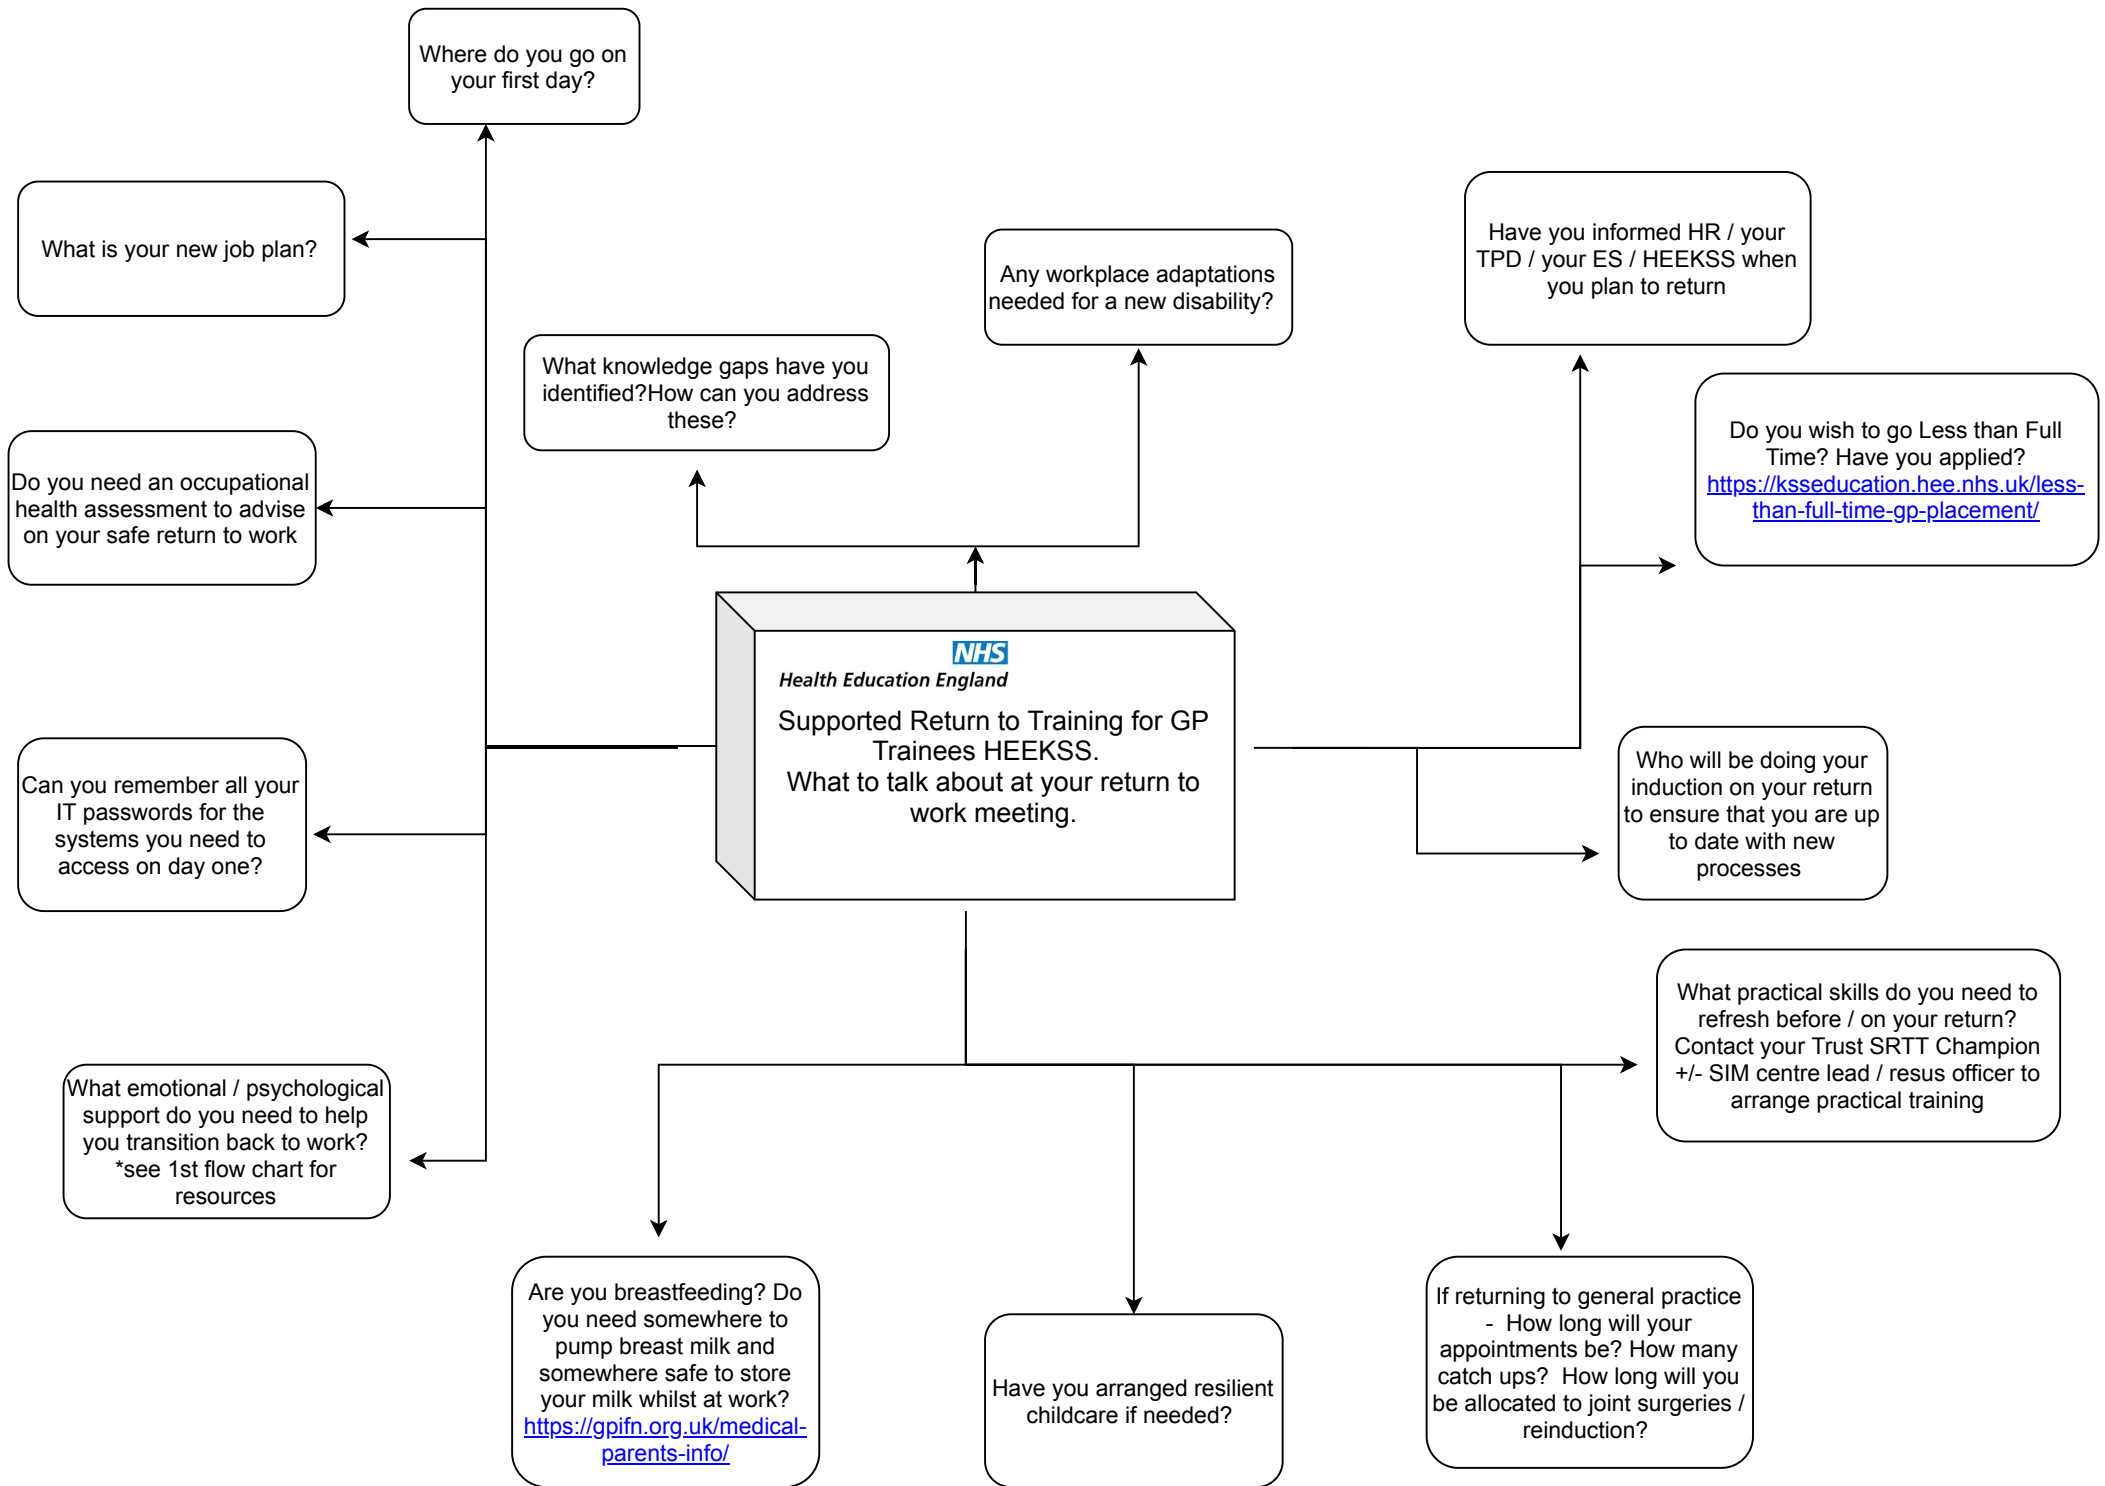 Where do you go on
your first day?
What is your new job plan?
Any workplace adaptations
needed for a new disability?
Have you informed HR / your
TPD / your ES / HEEKSS when
you plan to return
What knowledge gaps have you
identified?How can you address
these?
Do you wish to go Less than Full
Time? Have you applied?
https://ksseducation.hee.nhs.uk/less-
than-full-time-gp-placement/
Do you need an occupational
health assessment to advise
on your safe return to work
NHS
Health Education England
Supported Return to Training for GP
Trainees HEEKSS.
What to talk about at your return to
work meeting.
Can you remember all your
IT passwords for the
systems you need to
access on day one?
Who will be doing your
induction on your return
to ensure that you are up
to date with new
processes
What practical skills do you need to
refresh before / on your return?
Contact your Trust SRTT Champion
+/- SIM centre lead / resus officer to
arrange practical training
What emotional / psychological
support do you need to help
you transition back to work?
*see 1st flow chart for
resources
Are you breastfeeding? Do
you need somewhere to
pump breast milk and
somewhere safe to store
your milk whilst at work?
https://gpifn.org.uk/medical-
parents-info/
Have you arranged resilient
childcare if needed?
If returning to general practice
- How long will your
appointments be? How many
catch ups? How long will you
be allocated to joint surgeries /
reinduction?